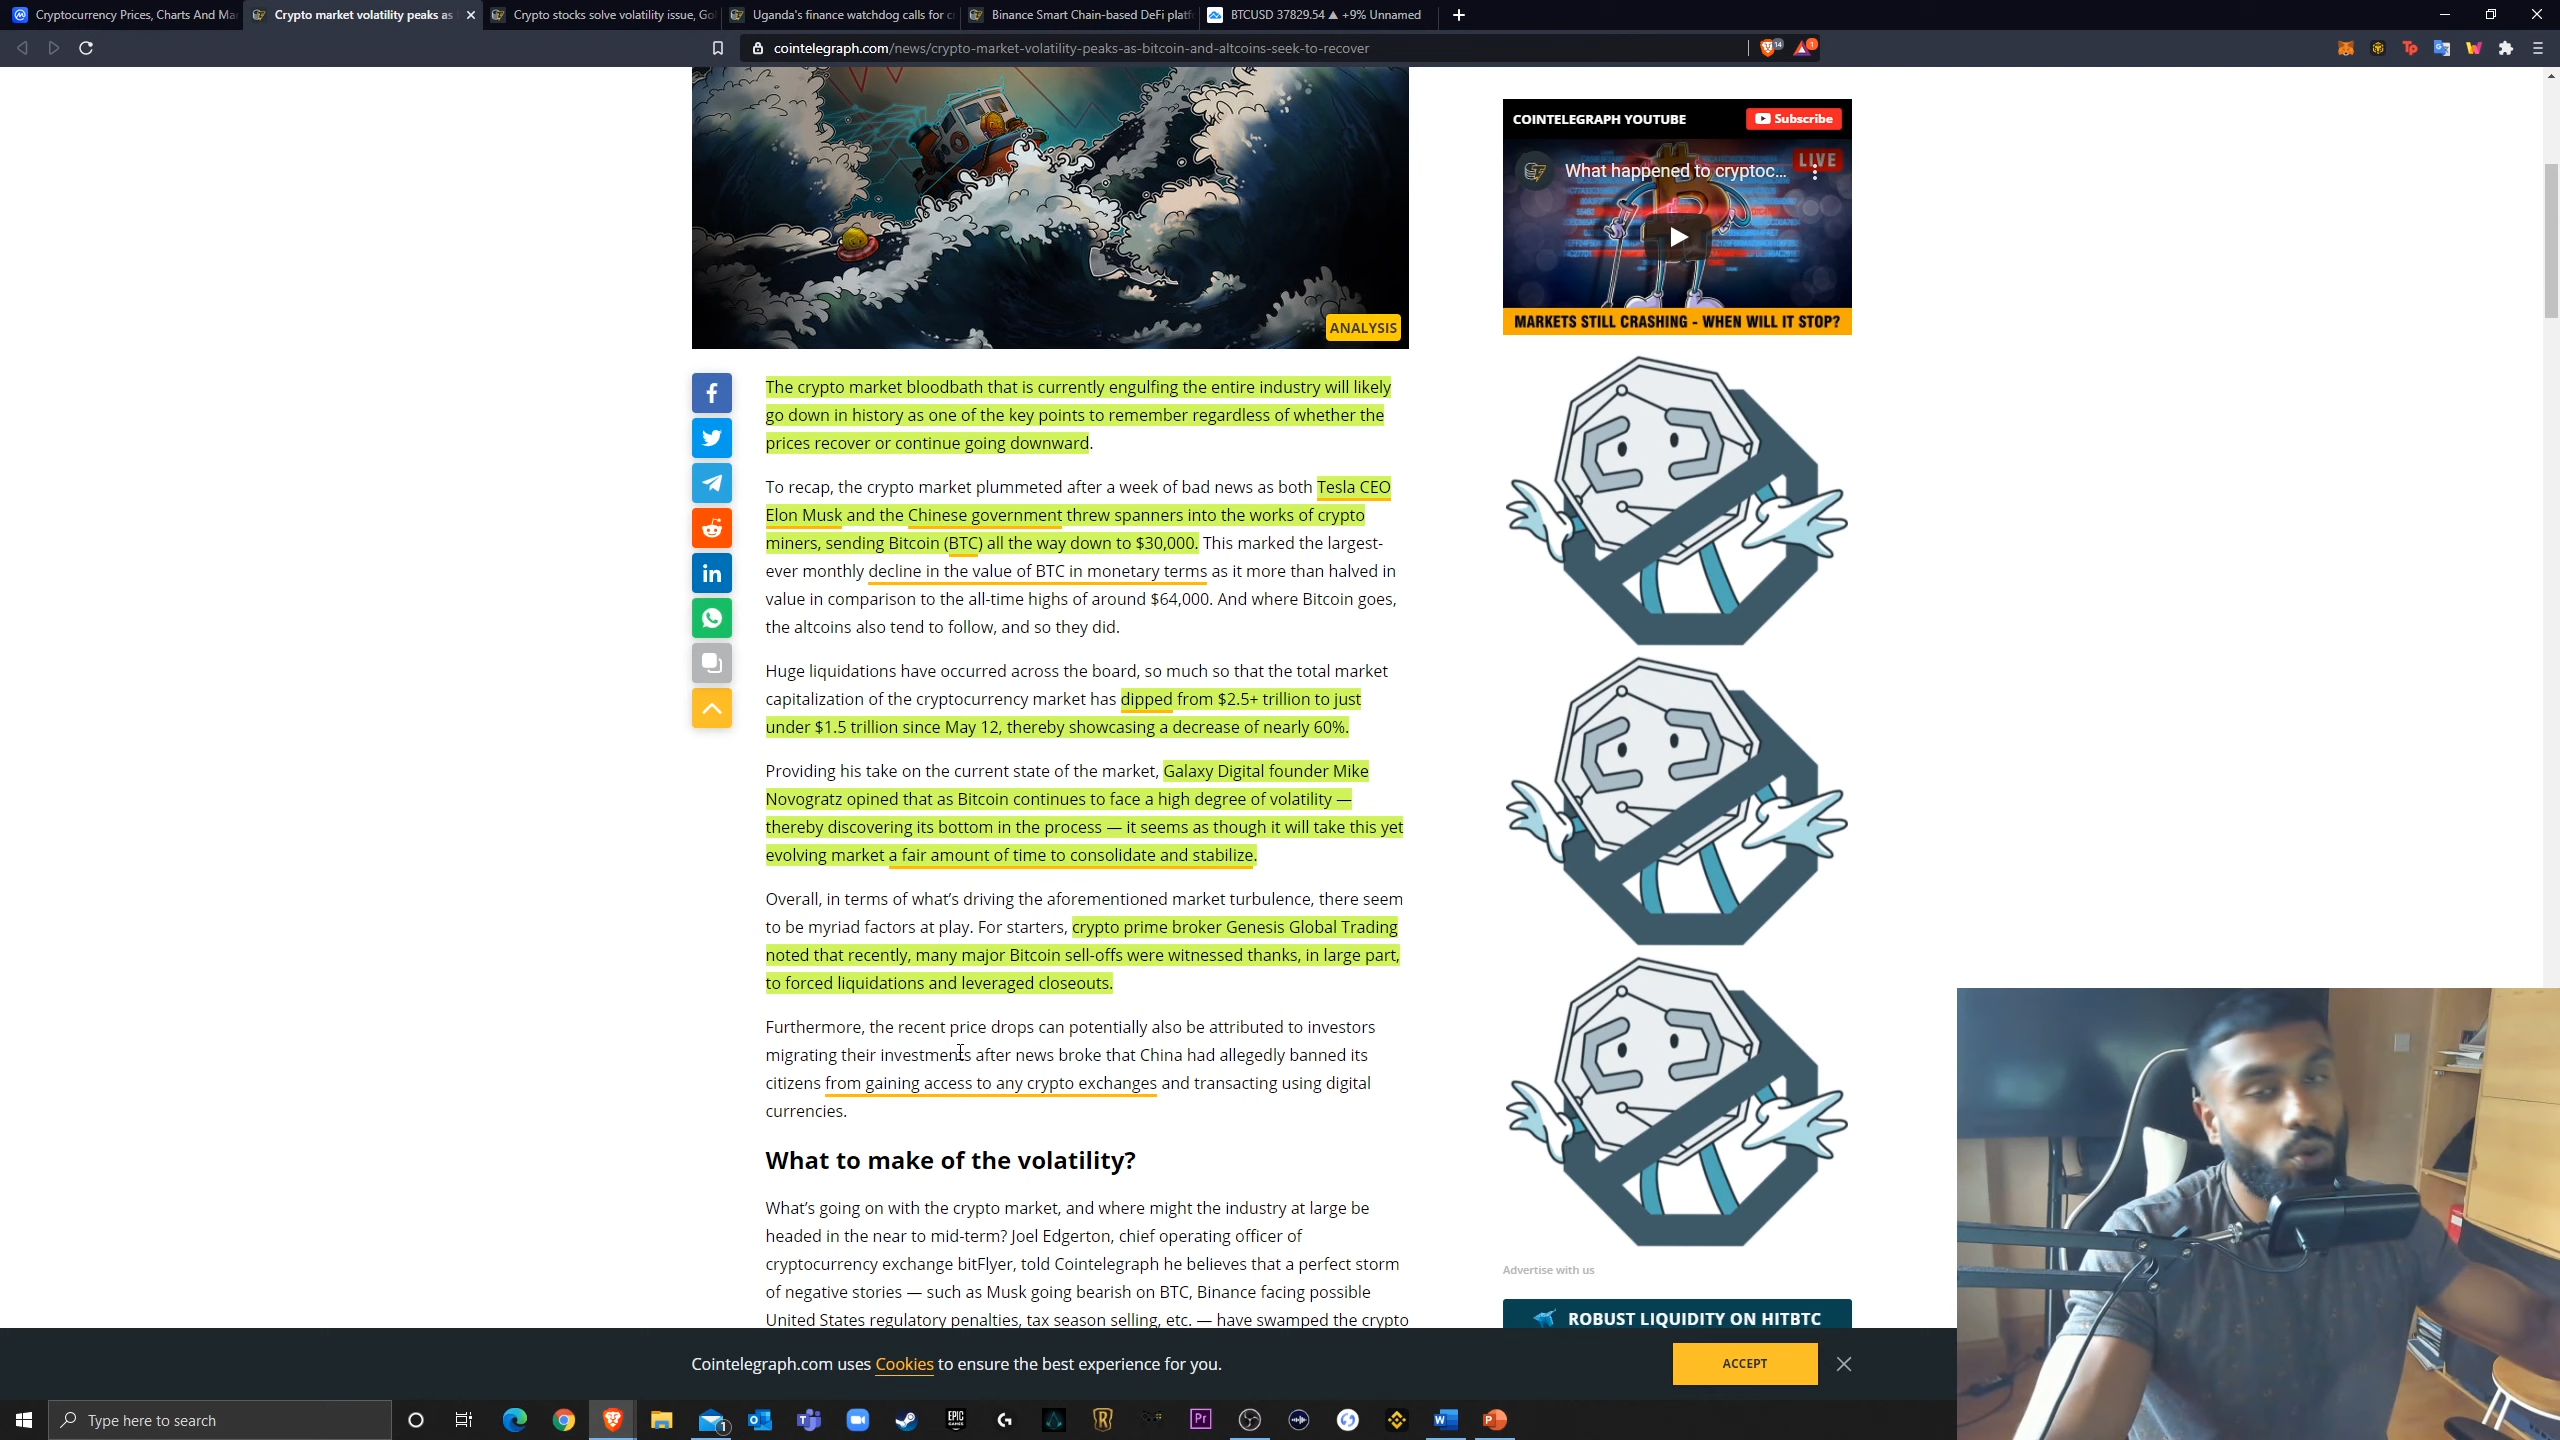 Cryptocurrency Prices, Charts And Ma
Crypto market volatility peaks as
Crypto stocks solve volatility issue, Go
Uganda's finance watchdog calls for c
Binance Smart Chain-based DeFi platf
BTCUSD 37829.54 ▲ +9% Unnamed
cointelegraph.com/news/crypto-market-volatility-peaks-as-bitcoin-and-altcoins-seek-to-recover
14
1
ANALYSIS
COINTELEGRAPH YOUTUBE
Subscribe
What happened to cryptoc...
LIVE
MARKETS STILL CRASHING - WHEN WILL IT STOP?
The crypto market bloodbath that is currently engulfing the entire industry will likely
go down in history as one of the key points to remember regardless of whether the
prices recover or continue going downward.
To recap, the crypto market plummeted after a week of bad news as both Tesla CEO
Elon Musk and the Chinese government threw spanners into the works of crypto
miners, sending Bitcoin (BTC) all the way down to $30,000. This marked the largest-
ever monthly decline in the value of BTC in monetary terms as it more than halved in
value in comparison to the all-time highs of around $64,000. And where Bitcoin goes,
the altcoins also tend to follow, and so they did.
Huge liquidations have occurred across the board, so much so that the total market
capitalization of the cryptocurrency market has dipped from $2.5+ trillion to just
under $1.5 trillion since May 12, thereby showcasing a decrease of nearly 60%.
Providing his take on the current state of the market, Galaxy Digital founder Mike
Novogratz opined that as Bitcoin continues to face a high degree of volatility —
thereby discovering its bottom in the process — it seems as though it will take this yet
evolving market a fair amount of time to consolidate and stabilize.
Overall, in terms of what's driving the aforementioned market turbulence, there seem
to be myriad factors at play. For starters, crypto prime broker Genesis Global Trading
noted that recently, many major Bitcoin sell-offs were witnessed thanks, in large part,
to forced liquidations and leveraged closeouts.
Furthermore, the recent price drops can potentially also be attributed to investors
migrating their investments after news broke that China had allegedly banned its
citizens from gaining access to any crypto exchanges and transacting using digital
currencies.
What to make of the volatility?
What's going on with the crypto market, and where might the industry at large be
headed in the near to mid-term? Joel Edgerton, chief operating officer of
cryptocurrency exchange bitFlyer, told Cointelegraph he believes that a perfect storm
of negative stories — such as Musk going bearish on BTC, Binance facing possible
United States regulatory penalties, tax season selling, etc. — have swamped the crypto
Advertise with us
ROBUST LIQUIDITY ON HITBTC
Cointelegraph.com uses Cookies to ensure the best experience for you.
ACCEPT
Type here to search
1
EPIC GAMES
Pr